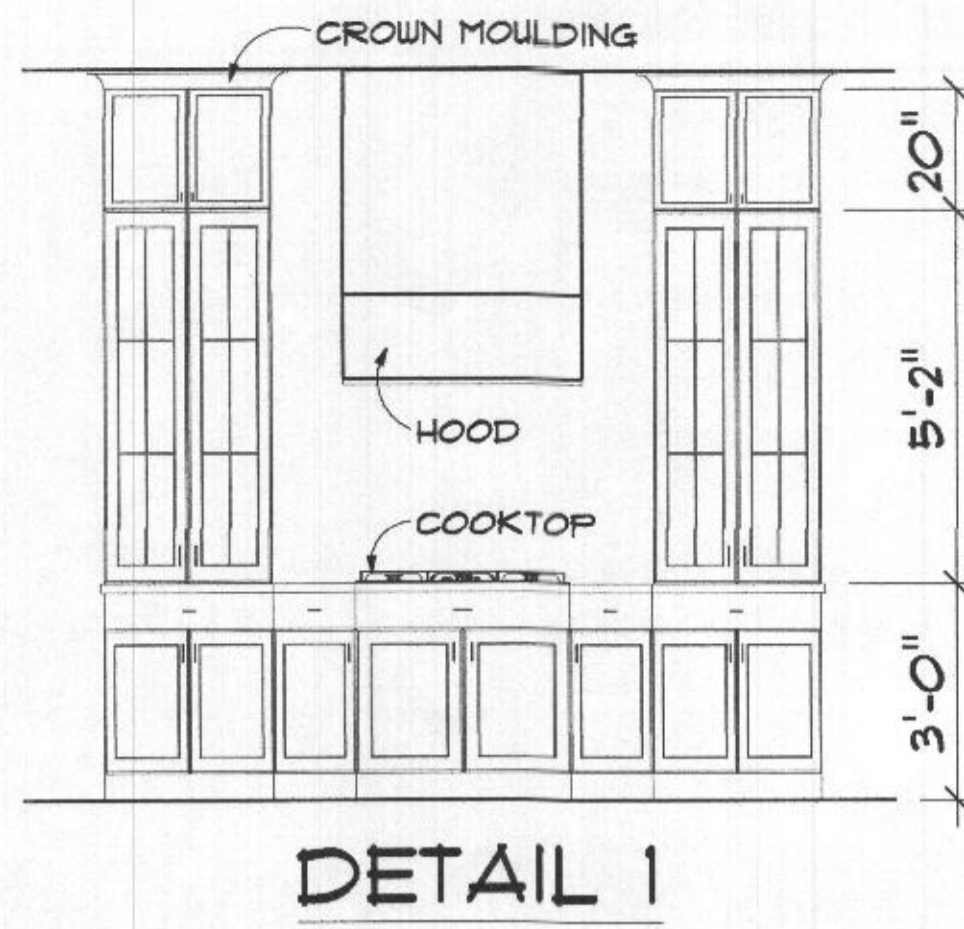 CROWN MOULDING
20"
5'-2"
HOOD
COOKTOP
3'-0"
DETAIL 1